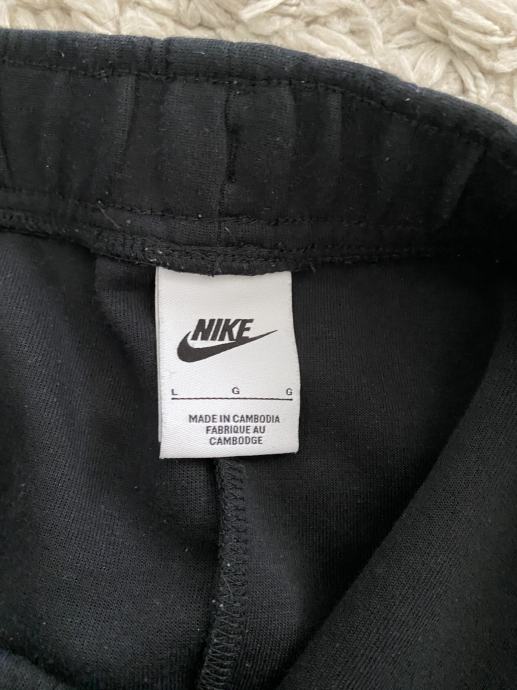 NIKE
L G G
MADE IN CAMBODIA
FABRIQUE AU
CAMBODGE